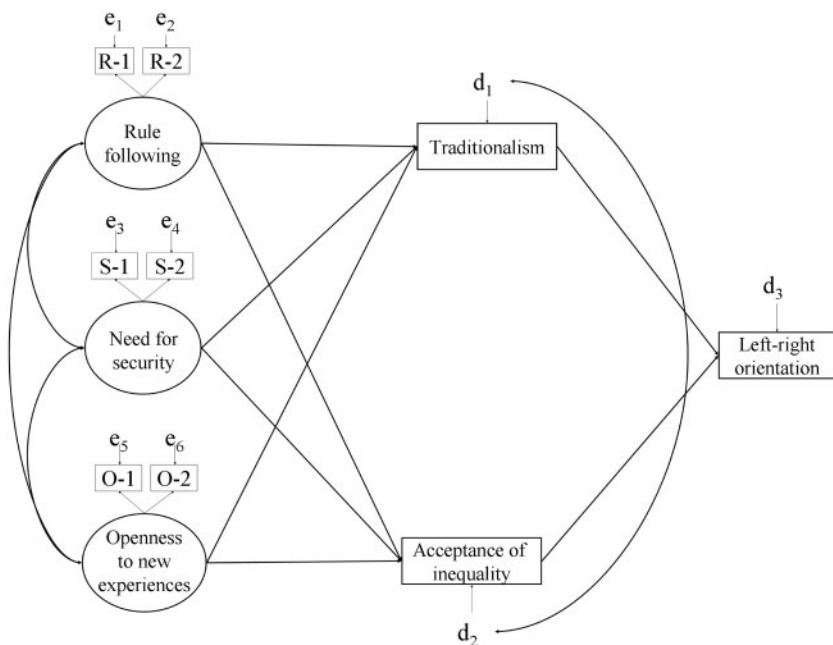 e1 e2
R-1 R-2
Rule
following
e3 e4
S-1 S-2
Need for
security
e5 e6
O-1 O-2
Openness
to new
experiences
d1
Traditionalism
Acceptance of
inequality
d2
d3
Left-right
orientation